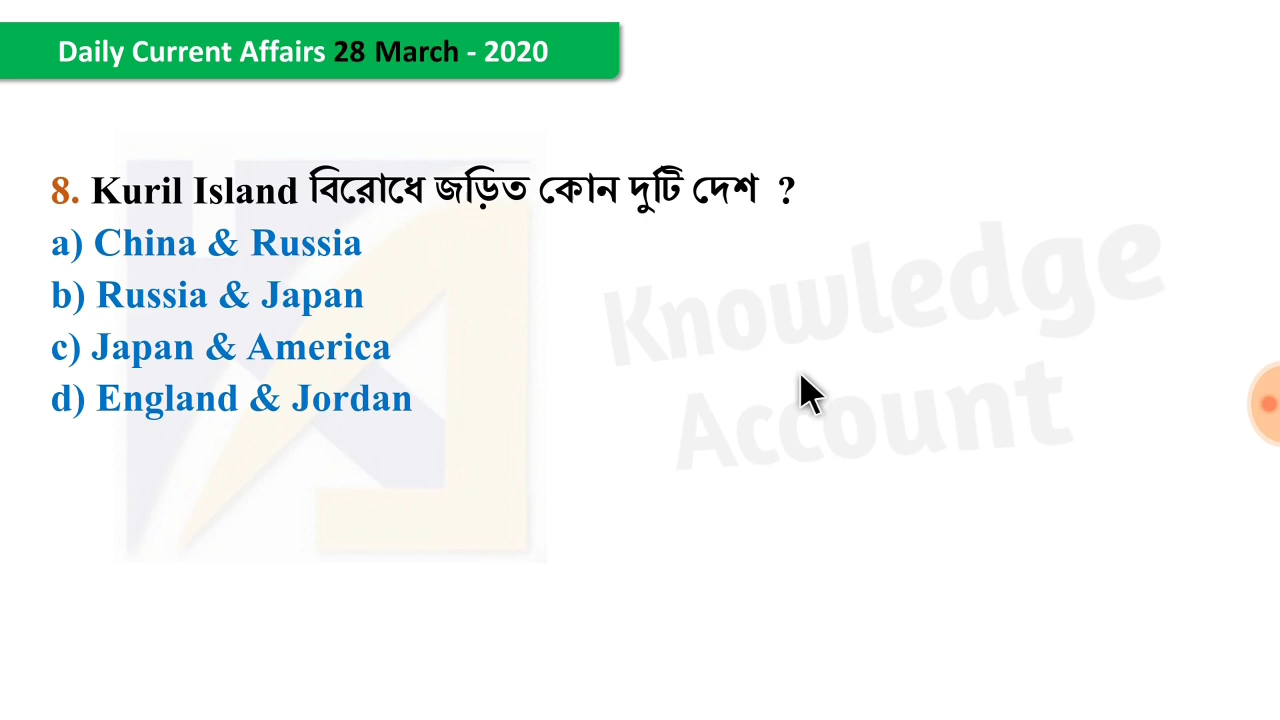 Daily Current Affairs 28 March - 2020
8. Kuril Island বিরোধে জড়িত কোন দুটি দেশ ?
a) China & Russia
b) Russia & Japan
c) Japan & America
d) England & Jordan
Knowledge
Account